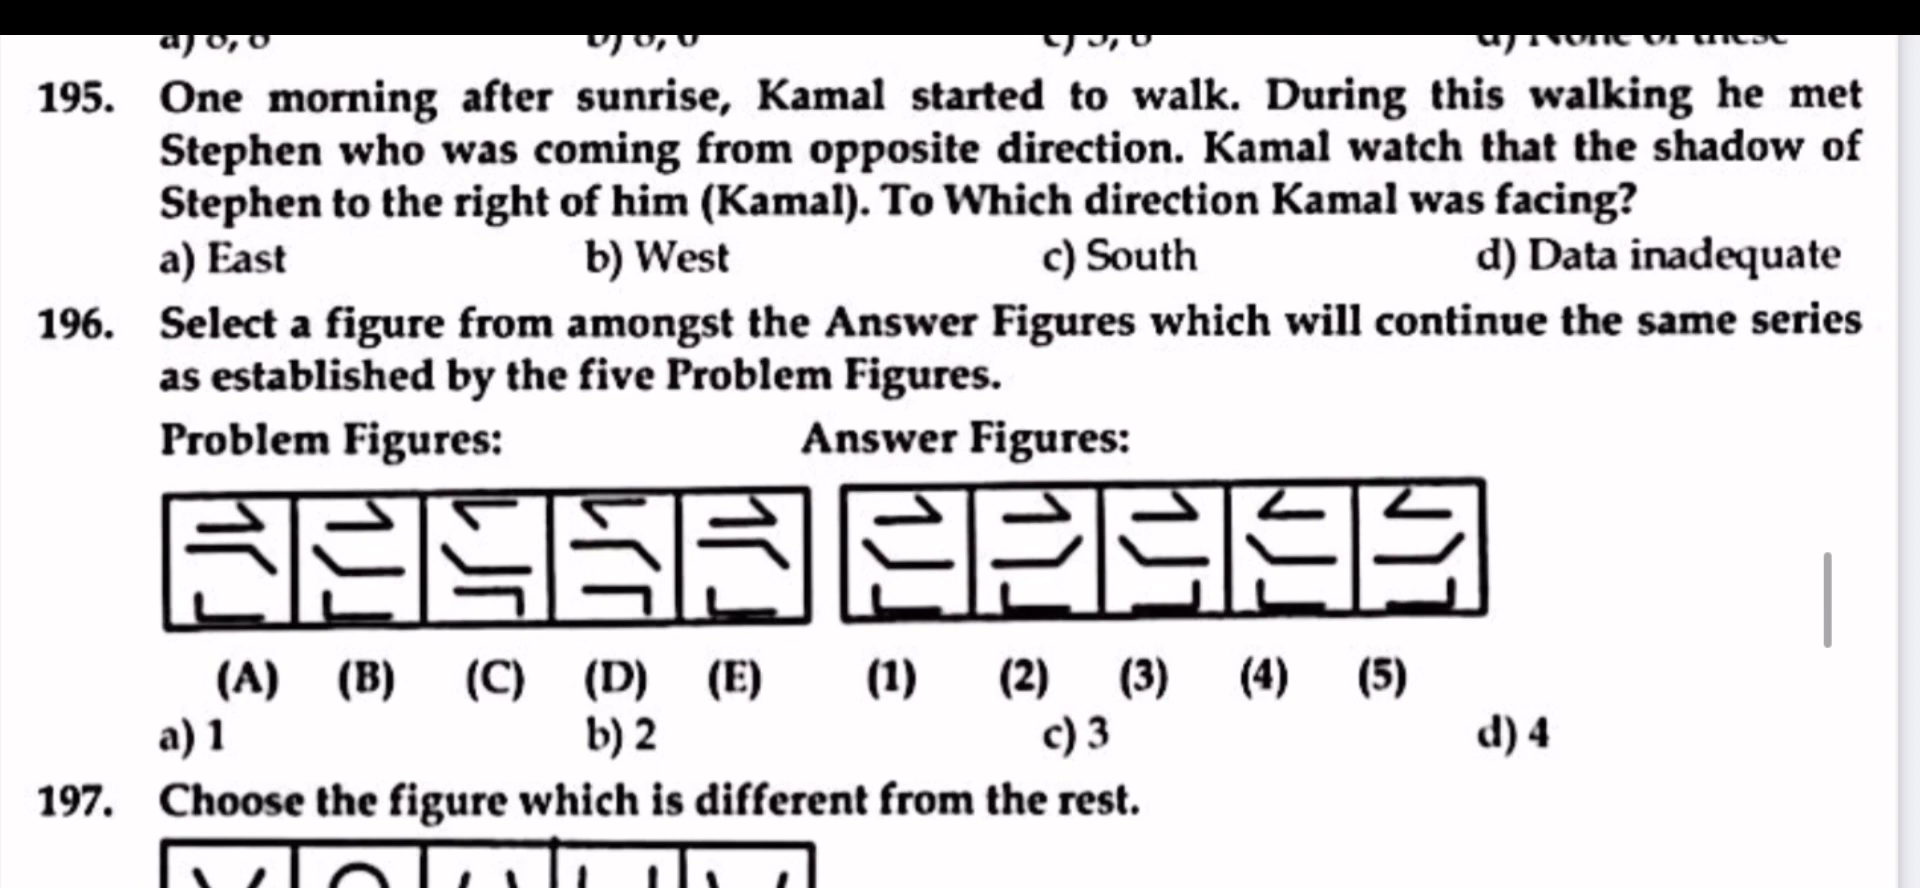 195. One morning after sunrise, Kamal started to walk. During this walking he met
Stephen who was coming from opposite direction. Kamal watch that the shadow of
Stephen to the right of him (Kamal). To Which direction Kamal was facing?
a) East b) West c) South d) Data inadequate
196. Select a figure from amongst the Answer Figures which will continue the same series
as established by the five Problem Figures.
Problem Figures: Answer Figures:
(A) (B) (C) (D) (E) (1) (2) (3) (4) (5)
a) 1 b) 2 c) 3 d) 4
197. Choose the figure which is different from the rest.